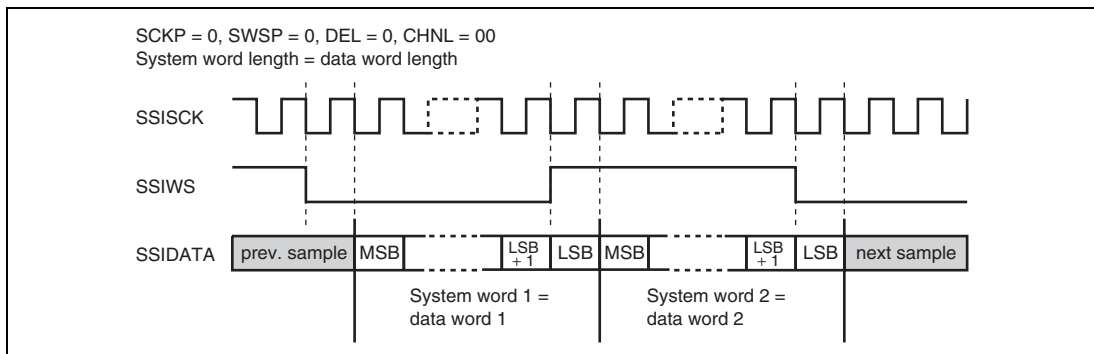 SCKP = 0, SWSP = 0, DEL = 0, CHNL = 00
System word length = data word length
SSISCK
SSIWS
SSIDATA
prev. sample
MSB
LSB
+ 1
LSB
MSB
LSB
+ 1
LSB
next sample
System word 1 =
data word 1
System word 2 =
data word 2